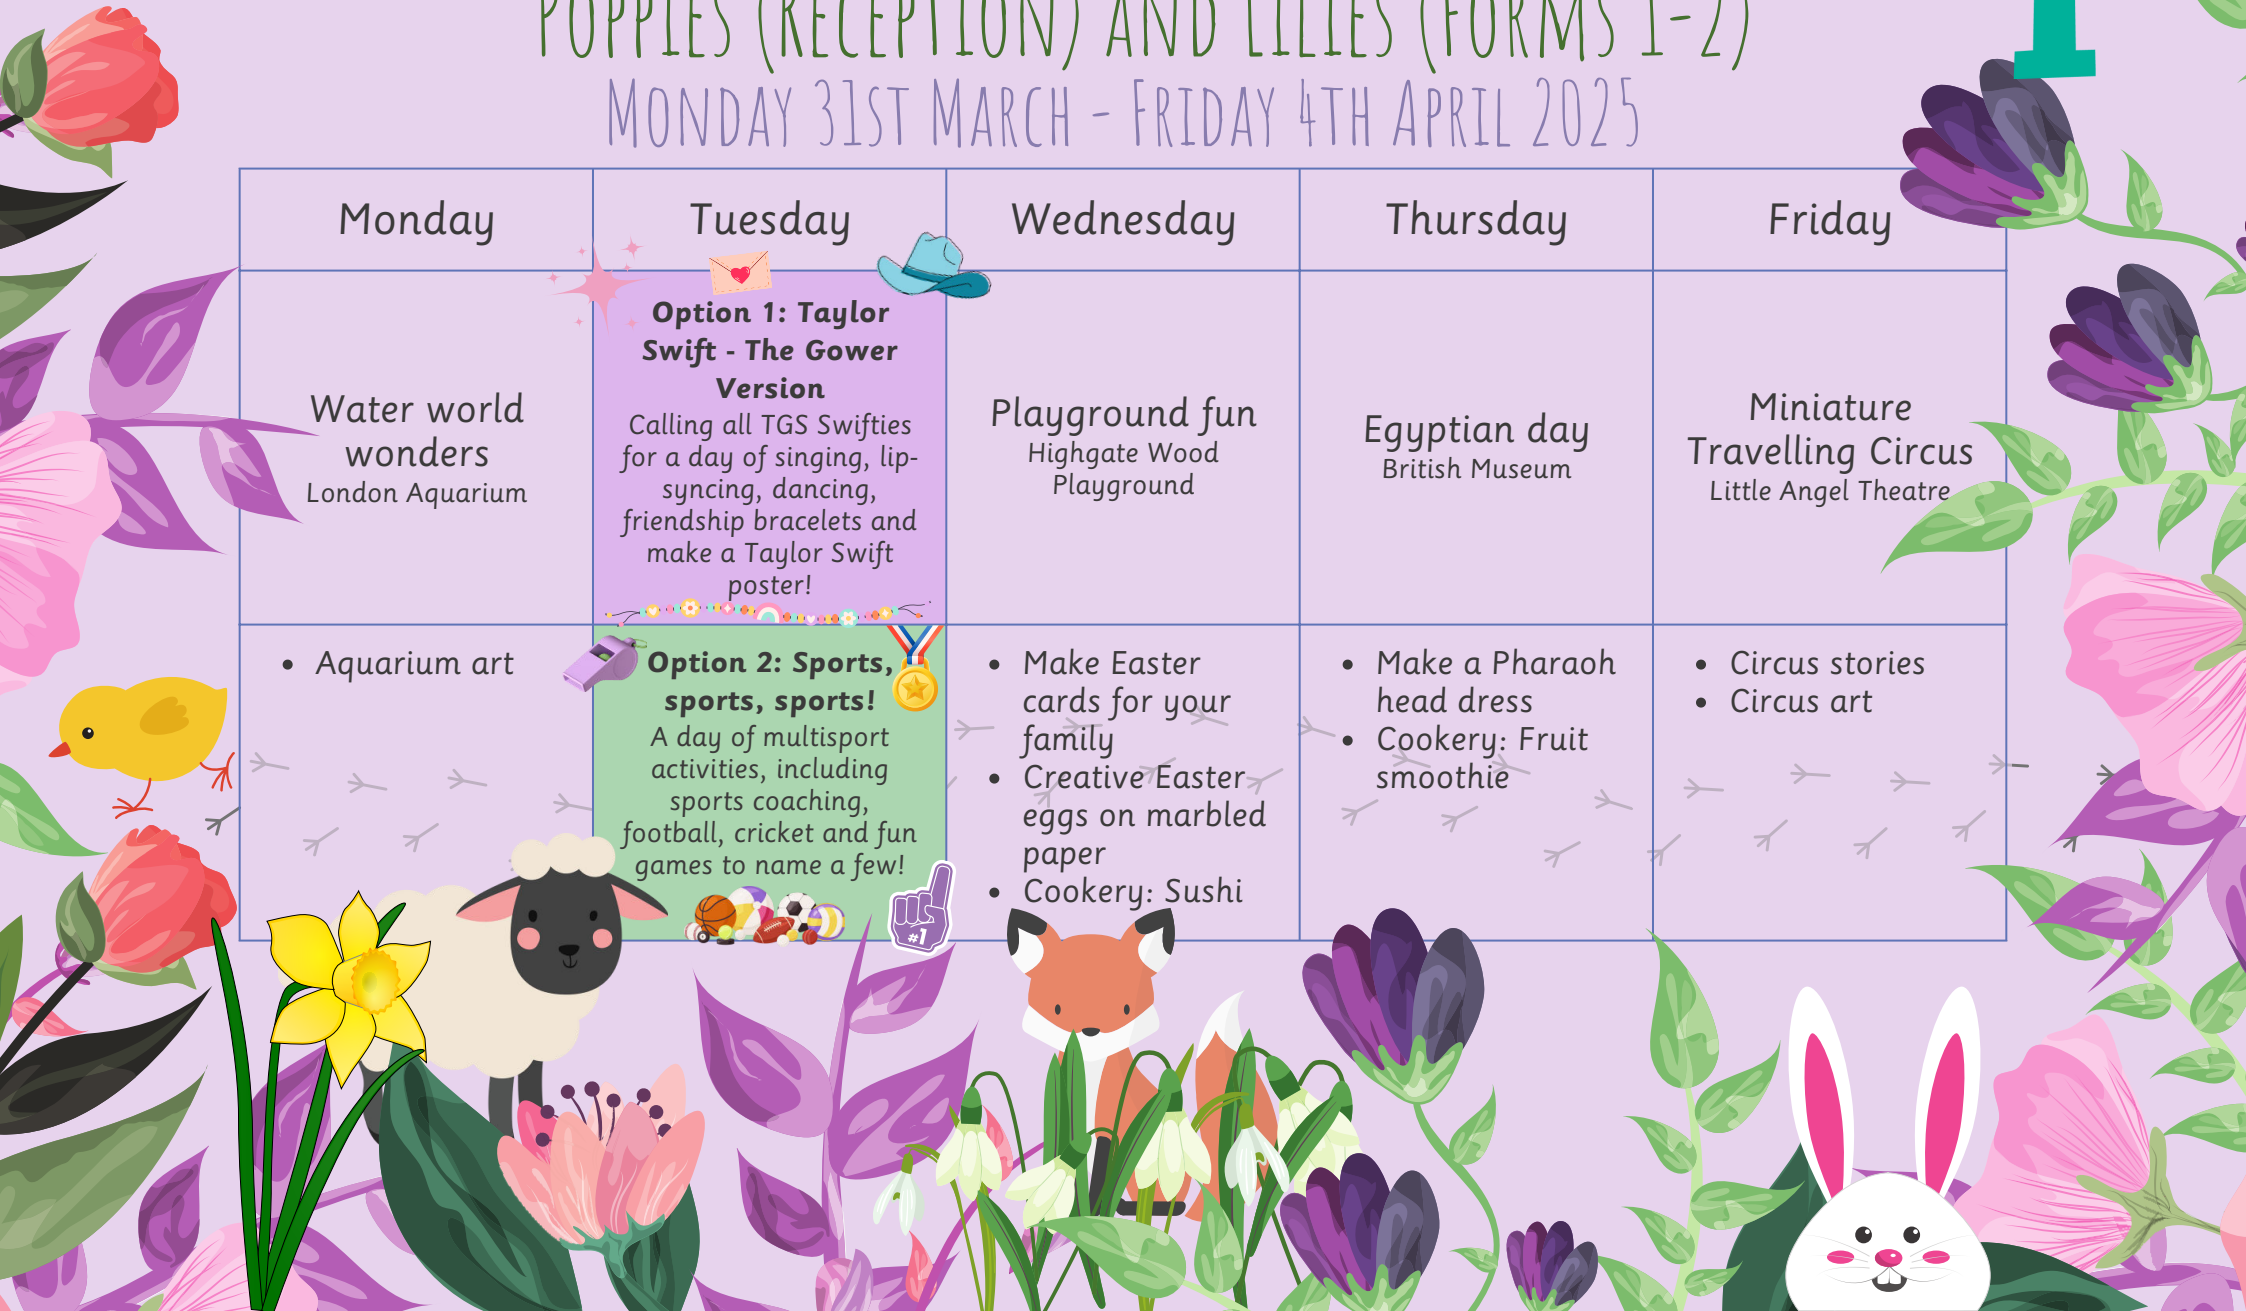 POPPIES (RECEPTION) AND LILIES (FORMS 1-2)
MONDAY 31ST MARCH - FRIDAY 4TH APRIL 2025
1
Monday
Tuesday
Wednesday
Thursday
Friday
Water world
wonders
London Aquarium
Option 1: Taylor
Swift - The Gower
Version
Calling all TGS Swifties
for a day of singing, lip-
syncing, dancing,
friendship bracelets and
make a Taylor Swift
poster!
Playground fun
Highgate Wood
Playground
Egyptian day
British Museum
Miniature
Travelling Circus
Little Angel Theatre
• Aquarium art
Option 2: Sports,
sports, sports!
A day of multisport
activities, including
sports coaching,
football, cricket and fun
games to name a few!
#1
• Make Easter
cards for your
family
• Creative Easter
eggs on marbled
paper
• Cookery: Sushi
• Make a Pharaoh
head dress
• Cookery: Fruit
smoothie
• Circus stories
• Circus art